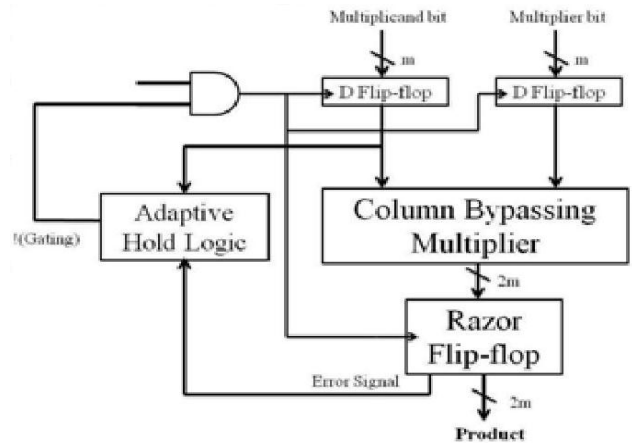 Multiplicand bit
Multiplier bit
m
m
D Flip-flop
D Flip-flop
Adaptive
Hold Logic
Column Bypassing
Multiplier
!(Gating)
2m
Razor
Flip-flop
Error Signal
2m
Product